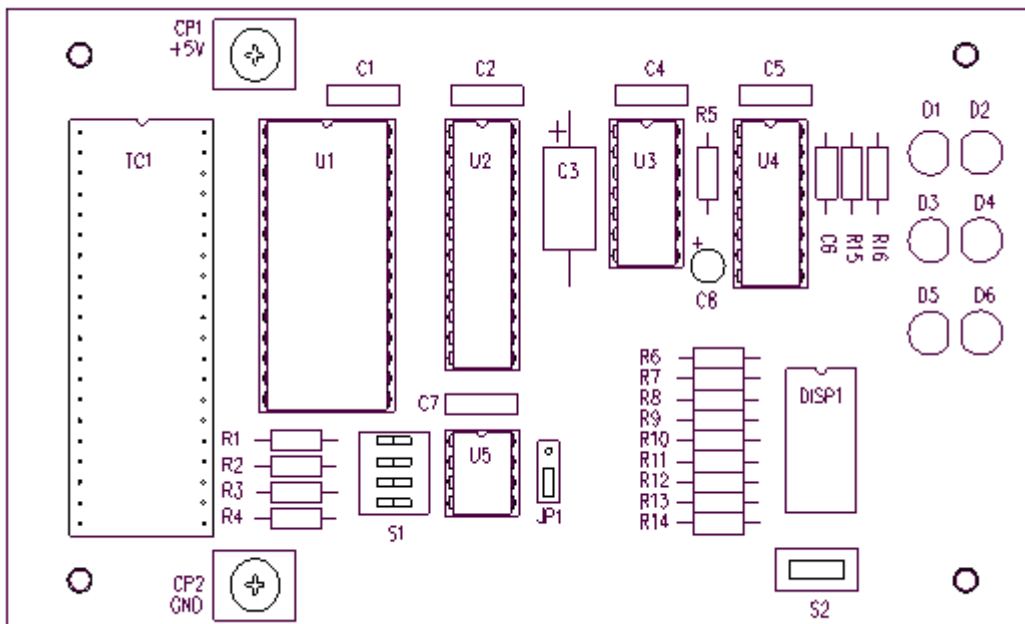 CP1
+5V
C1
C2
C4
C5
R5
D1
D2
TC1
U1
U2
+
C3
U3
U4
D3
D4
C6
R15
R16
+
C8
D5
D6
R6
R7
R8
R9
R10
R11
R12
R13
R14
DISP1
C7
R1
R2
R3
R4
S1
U5
JP1
CP2
GND
S2